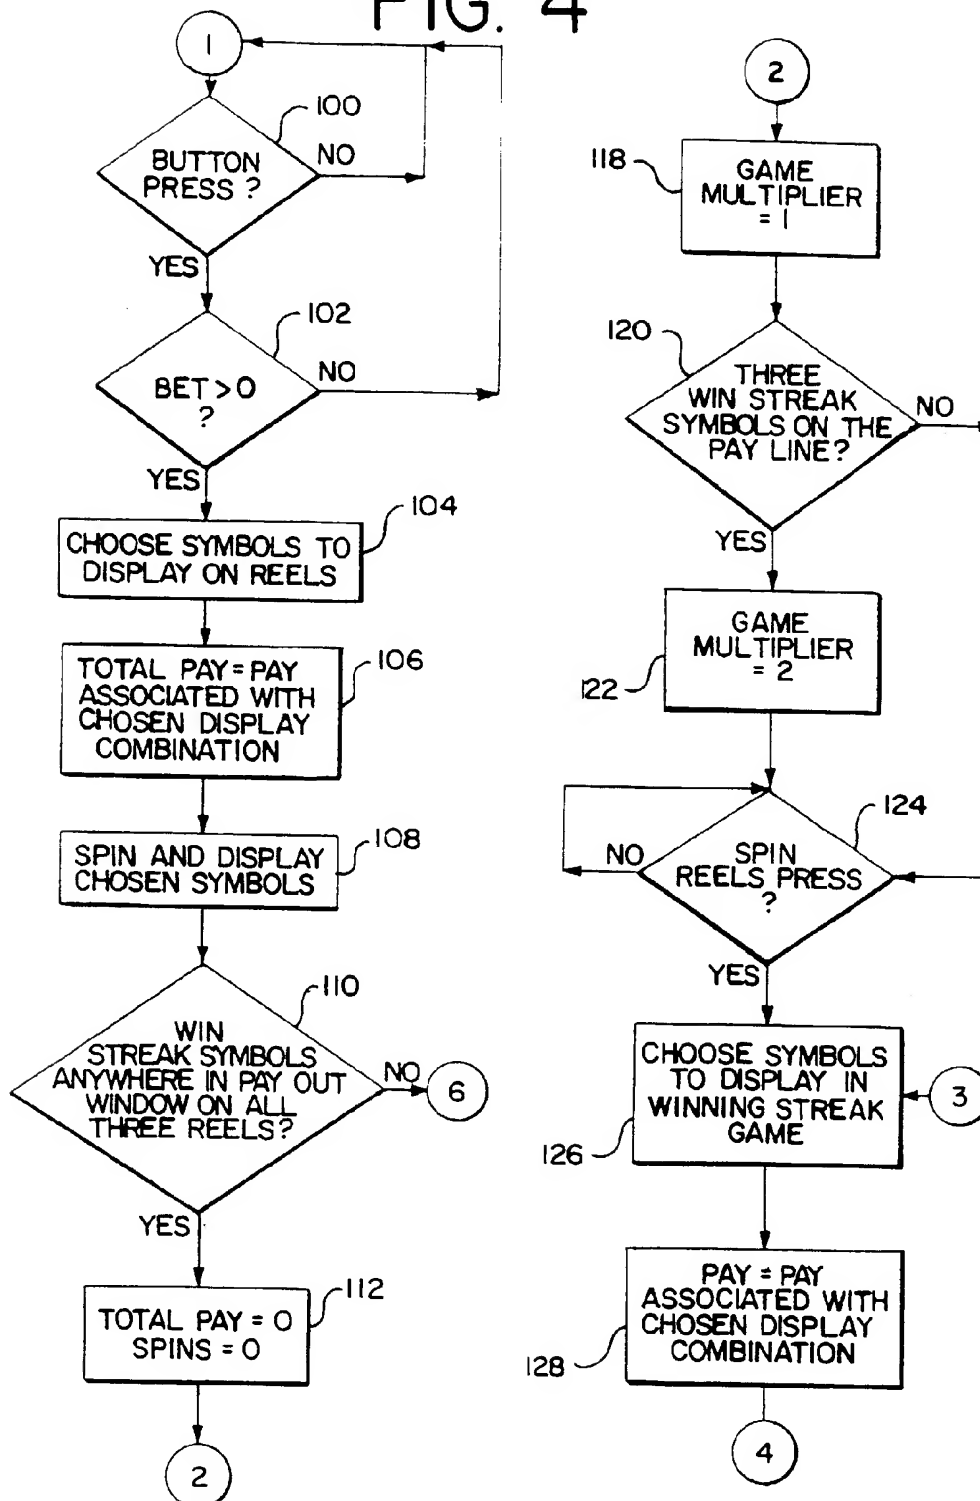 FIG. 4
1
100
BUTTON
PRESS ?
NO
YES
102
BET > 0
?
NO
YES
104
CHOOSE SYMBOLS TO
DISPLAY ON REELS
106
TOTAL PAY = PAY
ASSOCIATED WITH
CHOSEN DISPLAY
COMBINATION
108
SPIN AND DISPLAY
CHOSEN SYMBOLS
110
WIN
STREAK SYMBOLS
ANYWHERE IN PAY OUT
WINDOW ON ALL
THREE REELS?
NO
6
YES
112
TOTAL PAY = 0
SPINS = 0
2
2
118
GAME
MULTIPLIER
= 1
120
THREE
WIN STREAK
SYMBOLS ON THE
PAY LINE?
NO
YES
GAME
MULTIPLIER
= 2
122
124
SPIN
REELS PRESS
?
NO
YES
CHOOSE SYMBOLS
TO DISPLAY IN
WINNING STREAK
GAME
3
126
PAY = PAY
ASSOCIATED WITH
CHOSEN DISPLAY
COMBINATION
128
4